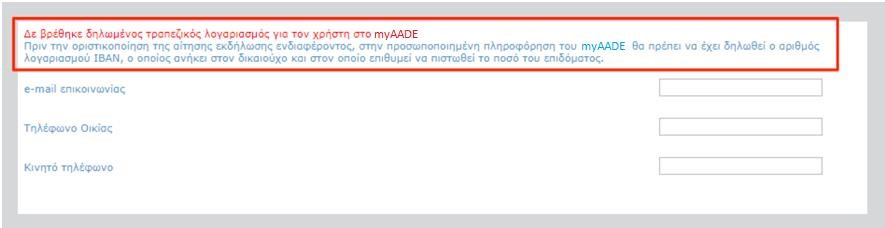 Δε βρέθηκε δηλωμένος τραπεζικός λογαριασμός για τον χρήστη στο myAADE
Πριν την οριστικοποίηση της αίτησης εκδήλωσης ενδιαφέροντος, στην προσωποποιημένη πληροφόρηση του myAADE θα πρέπει να έχει δηλωθεί ο αριθμός
λογαριασμού IBAN, ο οποίος ανήκει στον δικαιούχο και στον οποίο επιθυμεί να πιστωθεί το ποσό του επιδόματος.
e-mail επικοινωνίας
Τηλέφωνο Οικίας
Κινητό τηλέφωνο